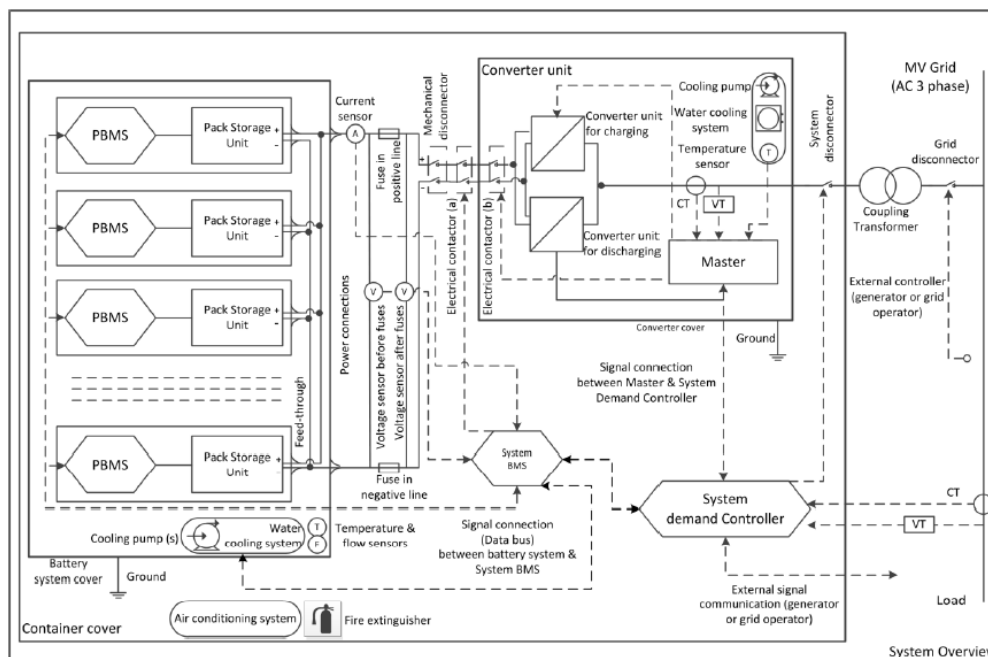 Converter unit
MV Grid
(AC 3 phase)
Cooling pump
Water cooling
system
Temperature
sensor
T
Current
sensor
A
Mechanical
disconnector
Converter unit
for charging
System
disconnector
Grid
disconnector
PBMS
Pack Storage
Unit
+
-
Fuse in
positive line
+
-
CT
VT
Coupling
Transformer
PBMS
Pack Storage
Unit
+
-
Converter unit
for discharging
Master
Electrical contactor (a)
Electrical contactor (b)
External controller
(generator or grid
operator)
PBMS
Pack Storage
Unit
+
-
Power connections
V
V
Voltage sensor before fuses
Voltage sensor after fuses
Converter cover
Ground
Signal connection
between Master & System
Demand Controller
Feed-through
PBMS
Pack Storage
Unit
+
-
Fuse in
negative line
System
BMS
System
demand Controller
CT
VT
Cooling pump (s)
Water
cooling system
T
F
Temperature &
flow sensors
Signal connection
(Data bus)
between battery system &
System BMS
Battery
system cover
Ground
External signal
communication (generator
or grid operator)
Load
Air conditioning system
Fire extinguisher
Container cover
System Overview